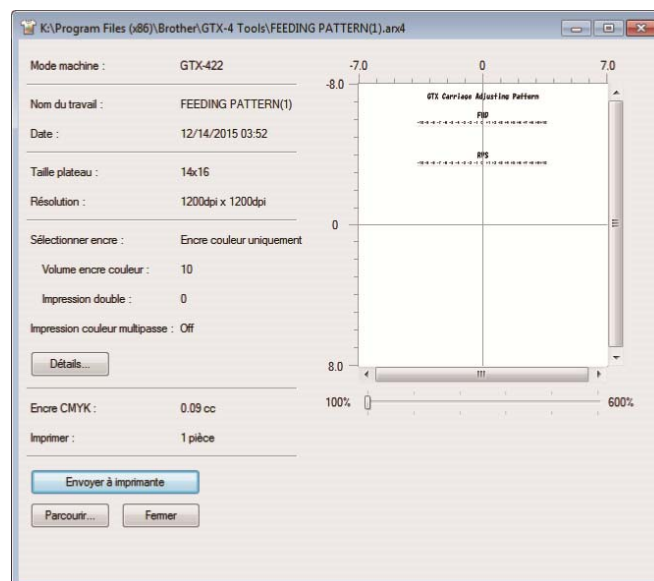 K:\Program Files (x86)\Brother\GTX-4 Tools\FEEDING PATTERN(1).arx4
Mode machine : GTX-422
Nom du travail : FEEDING PATTERN(1)
Date : 12/14/2015 03:52
Taille plateau : 14x16
Résolution : 1200dpi x 1200dpi
Sélectionner encre : Encre couleur uniquement
Volume encre couleur : 10
Impression double : 0
Impression couleur multipasse : Off
Détails...
Encre CMYK : 0.09 cc
Imprimer : 1 pièce
Envoyer à imprimante
Parcourir... Fermer
-7.0 0 7.0
-8.0
GTX Carriage Adjusting Pattern
FWD
RVS
0
8.0
100% 600%